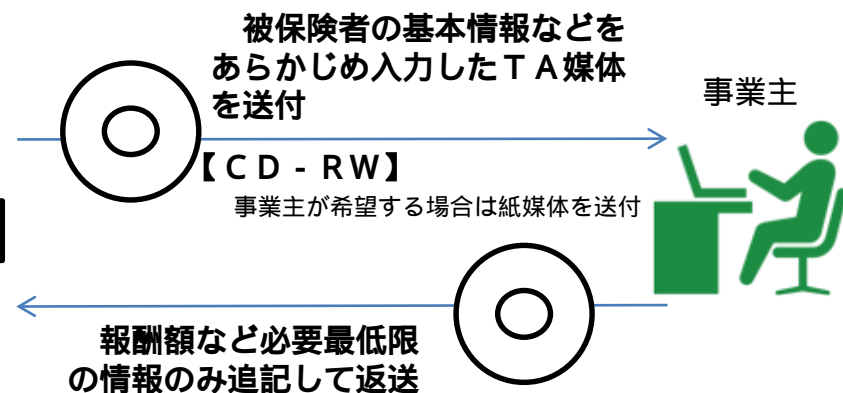 被保険者の基本情報などを
あらかじめ入力したＴＡ媒体
を送付
事業主
【ＣＤ‐ＲＷ】
事業主が希望する場合は紙媒体を送付
報酬額など必要最低限
の情報のみ追記して返送